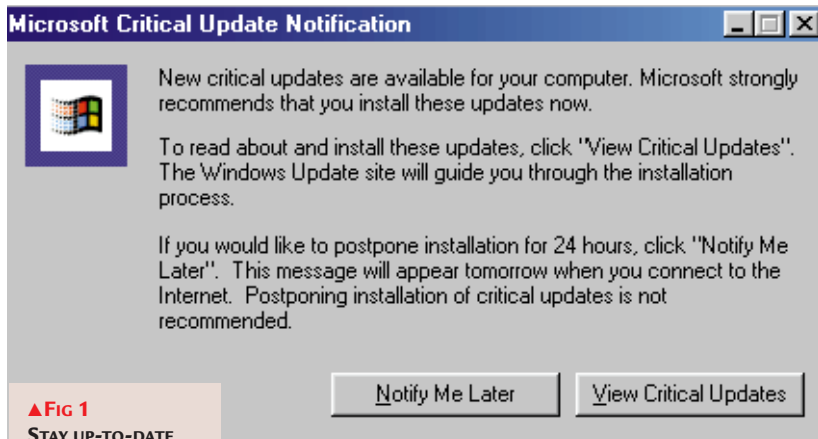 Microsoft Critical Update Notification
New critical updates are available for your computer. Microsoft strongly
recommends that you install these updates now.
To read about and install these updates, click "View Critical Updates".
The Windows Update site will guide you through the installation
process.
If you would like to postpone installation for 24 hours, click "Notify Me
Later".  This message will appear tomorrow when you connect to the
Internet.  Postponing installation of critical updates is not
recommended.
Notify Me Later
View Critical Updates
▲FIG 1
STAY UP-TO-DATE